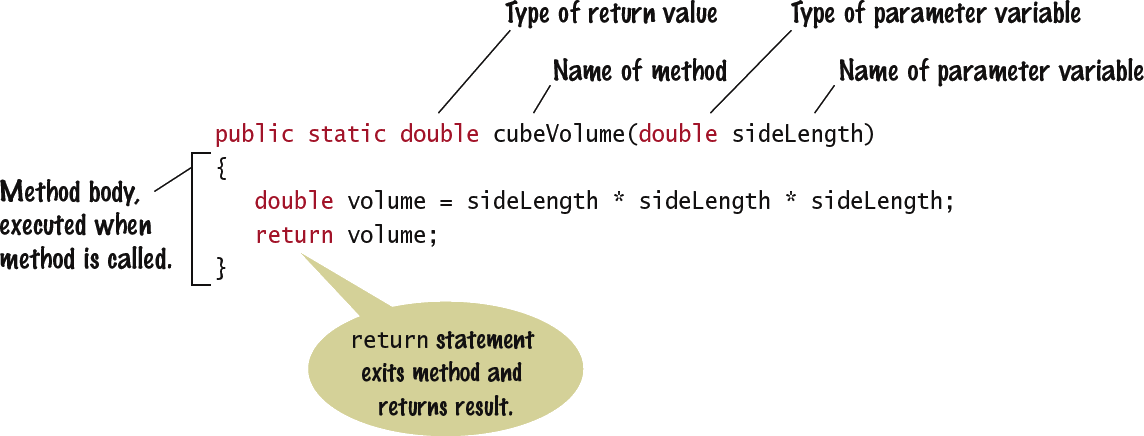 Type of return value
Type of parameter variable
Name of method
Name of parameter variable
public static double cubeVolume(double sideLength)
{
double volume = sideLength * sideLength * sideLength;
return volume;
}
Method body,
executed when
method is called.
return statement
exits method and
returns result.